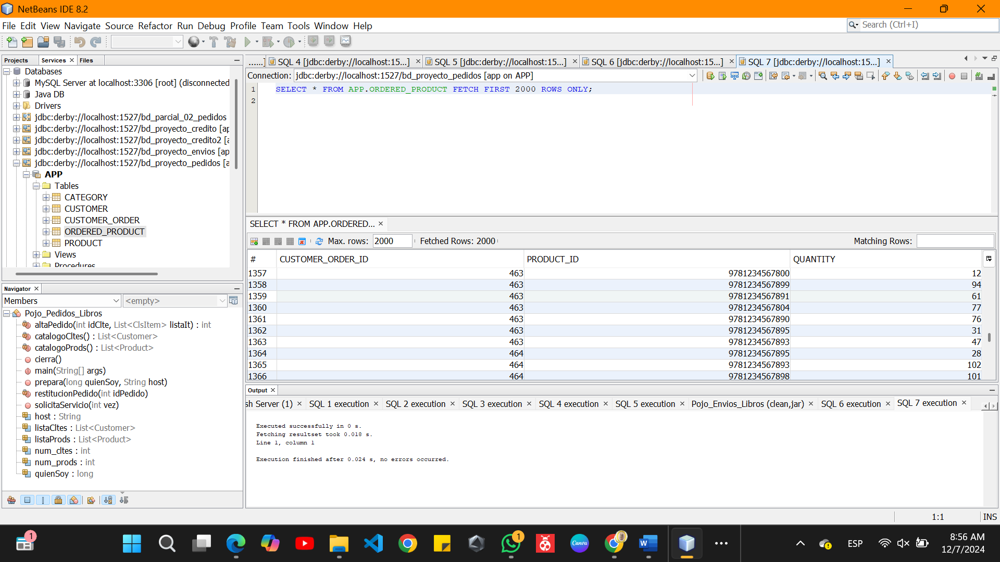 NetBeans IDE 8.2
File Edit View Navigate Source Refactor Run Debug Profile Team Tools Window Help
Search (Ctrl+I)
Projects Services Files
Databases
MySQL Server at localhost:3306 [root] (disconnected
Java DB
Drivers
jdbc:derby://localhost:1527/bd_parcial_02_pedidos
jdbc:derby://localhost:1527/bd_proyecto_credito [ap
jdbc:derby://localhost:1527/bd_proyecto_credito2 [a
jdbc:derby://localhost:1527/bd_proyecto_envios [ap
jdbc:derby://localhost:1527/bd_proyecto_pedidos [a
APP
Tables
CATEGORY
CUSTOMER
CUSTOMER_ORDER
ORDERED_PRODUCT
PRODUCT
Views
Procedures
Navigator
Members <empty>
Pojo_Pedidos_Libros
altaPedido(int idClte, List<ClsItem> listaIt) : int
catalogoCltes() : List<Customer>
catalogoProds() : List<Product>
cierra()
main(String[] args)
prepara(long quienSoy, String host)
restitucionPedido(int idPedido)
solicitaServicio(int vez)
host : String
listaCltes : List<Customer>
listaProds : List<Product>
num_cltes : int
num_prods : int
quienSoy : long
......] SQL 4 [jdbc:derby://localhost:15...] SQL 5 [jdbc:derby://localhost:15...] SQL 6 [jdbc:derby://localhost:15...] SQL 7 [jdbc:derby://localhost:15...]
Connection: jdbc:derby://localhost:1527/bd_proyecto_pedidos [app on APP]
1 SELECT * FROM APP.ORDERED_PRODUCT FETCH FIRST 2000 ROWS ONLY;
2
SELECT * FROM APP.ORDERED...
Max. rows: 2000 Fetched Rows: 2000 Matching Rows:
# CUSTOMER_ORDER_ID PRODUCT_ID QUANTITY
1357 463 9781234567800 12
1358 463 9781234567899 94
1359 463 9781234567891 61
1360 463 9781234567804 77
1361 463 9781234567890 76
1362 463 9781234567895 31
1363 463 9781234567893 47
1364 464 9781234567895 28
1365 464 9781234567893 102
1366 464 9781234567898 101
Output
sh Server (1) SQL 1 execution SQL 2 execution SQL 3 execution SQL 4 execution SQL 5 execution Pojo_Envios_Libros (clean,jar) SQL 6 execution SQL 7 execution
Executed successfully in 0 s.
Fetching resultset took 0.018 s.
Line 1, column 1
Execution finished after 0.024 s, no errors occurred.
1:1 INS
1
1
Canva
W
ESP
8:56 AM
12/7/2024